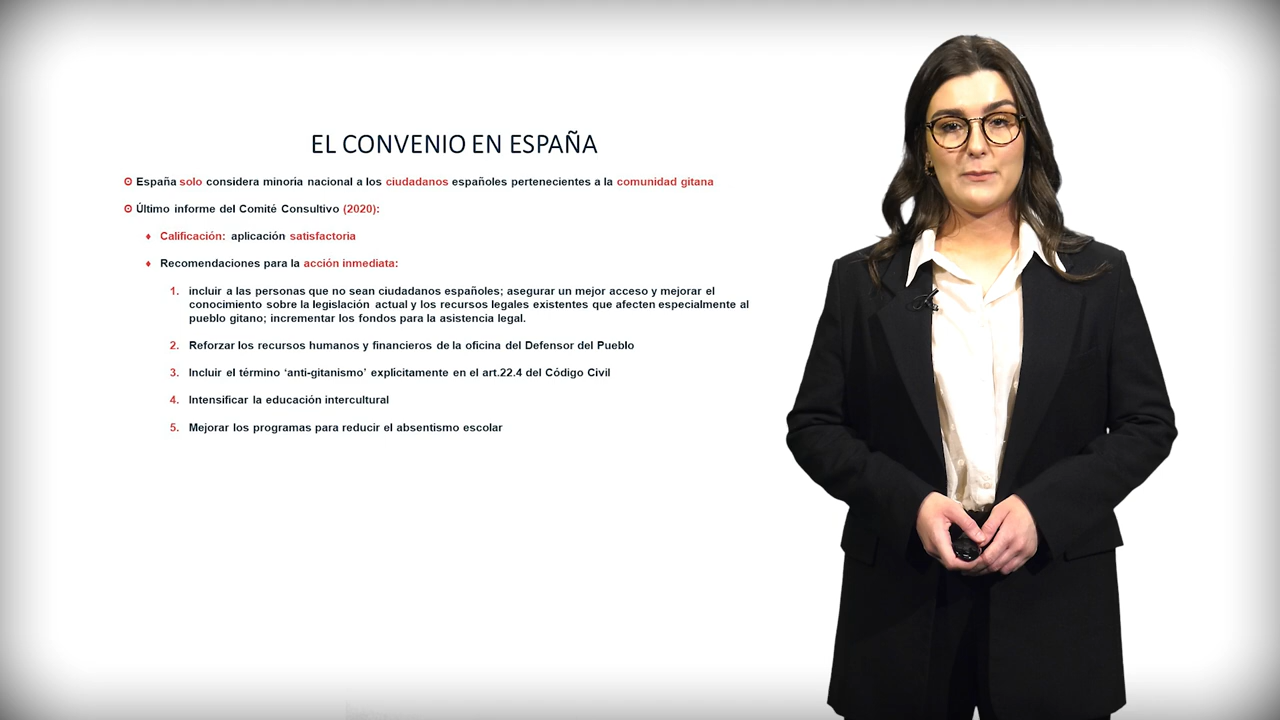 EL CONVENIO EN ESPAÑA
España solo considera minoria nacional a los ciudadanos españoles pertenecientes a la comunidad gitana
Último informe del Comité Consultivo (2020):
Calificación: aplicación satisfactoria
Recomendaciones para la acción inmediata:
1. incluir a las personas que no sean ciudadanos españoles; asegurar un mejor acceso y mejorar el
conocimiento sobre la legislación actual y los recursos legales existentes que afecten especialmente al
pueblo gitano; incrementar los fondos para la asistencia legal.
2. Reforzar los recursos humanos y financieros de la oficina del Defensor del Pueblo
3. Incluir el término ‘anti-gitanismo’ explicitamente en el art.22.4 del Código Civil
4. Intensificar la educación intercultural
5. Mejorar los programas para reducir el absentismo escolar